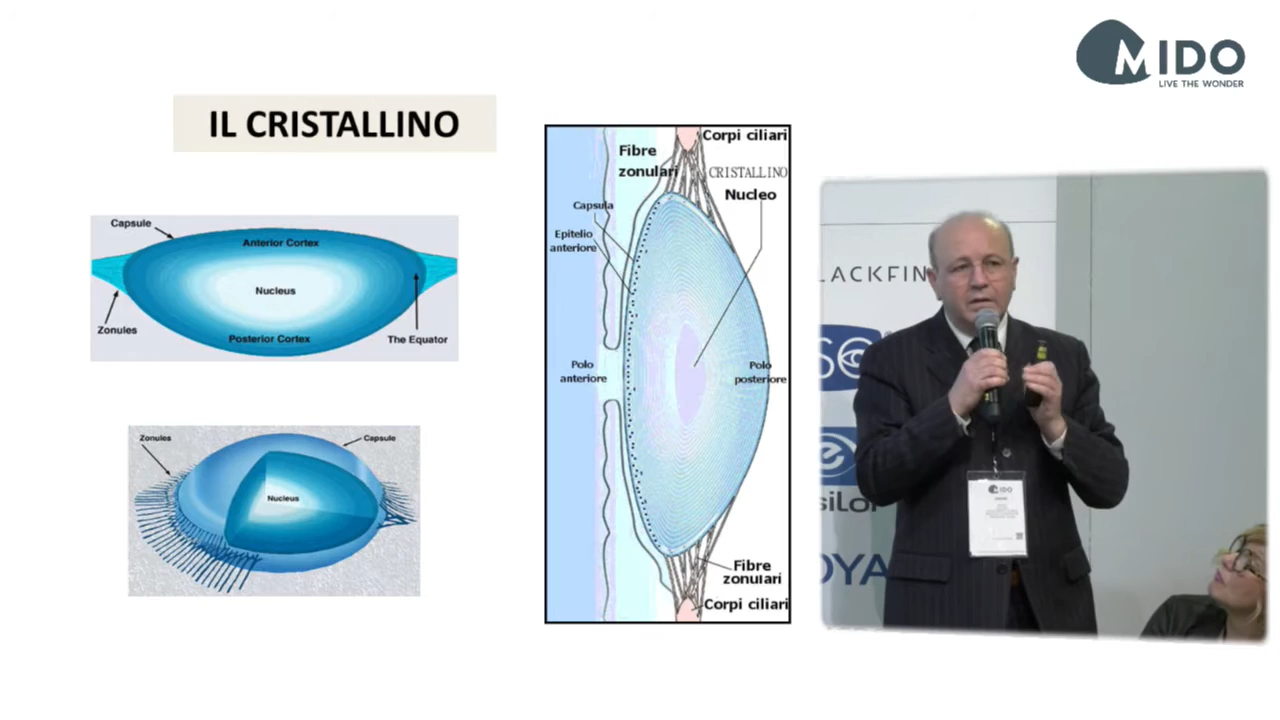 MIDO
LIVE THE WONDER
IL CRISTALLINO
Capsule
Anterior Cortex
Nucleus
Zonules
Posterior Cortex
The Equator
Zonules
Capsule
Nucleus
Corpi ciliari
Fibre
zonulari
CRISTALLINO
Nucleo
Capsula
Epitelio
anteriore
Polo
anteriore
Polo
posteriore
Fibre
zonulari
Corpi ciliari
LACKFIN
SO
e
SILOR
OYA
MIDO